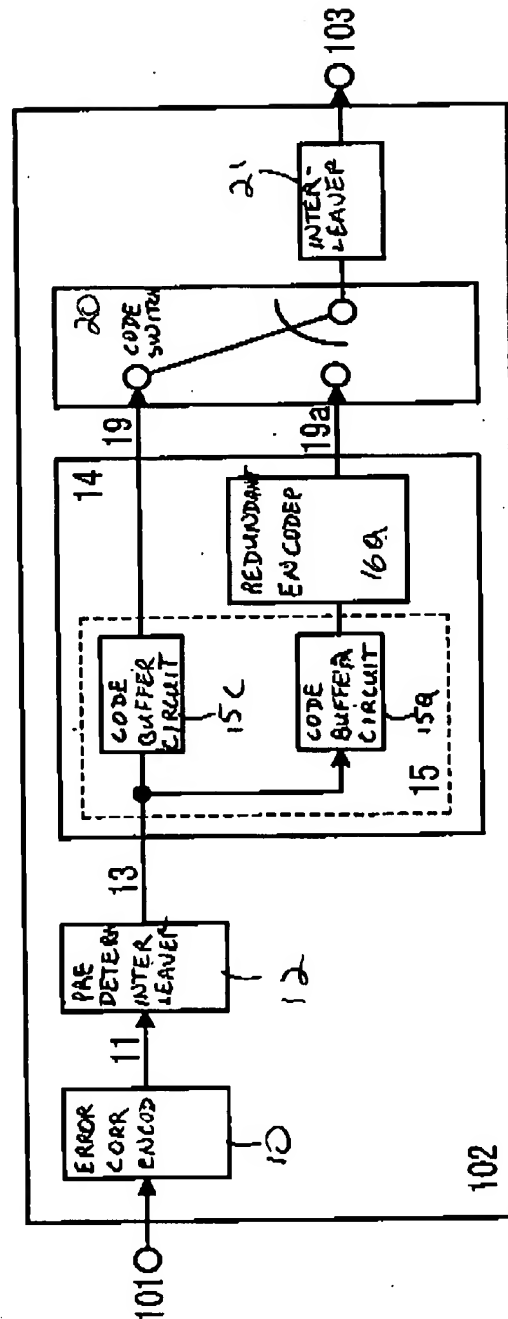 101
ERROR
CORR
ENCOD
10
11
PRE
DETERN
INTER
LEAVER
12
13
14
CODE
BUFFER
CIRCUIT
15C
CODE
BUFFER
CIRCUIT
15a
15
REDUNDANT
ENCODER
16a
19
19a
20
CODE
SWITCH
21
INTER-
LEAVER
103
102